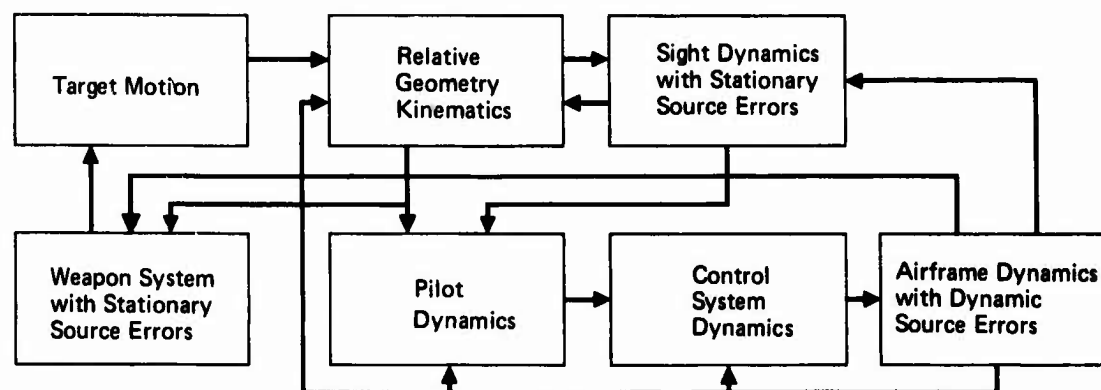 Target Motion
Relative
Geometry
Kinematics
Sight Dynamics
with Stationary
Source Errors
Weapon System
with Stationary
Source Errors
Pilot
Dynamics
Control
System
Dynamics
Airframe Dynamics
with Dynamic
Source Errors